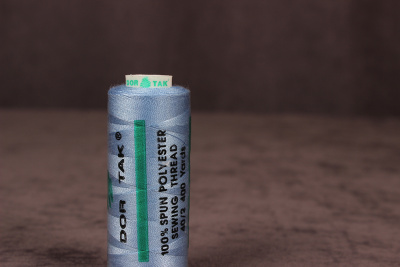 DOR TAK
DOR TAK ®
100% SPUN POLYESTER
SEWING THREAD
40/2 400 Yards